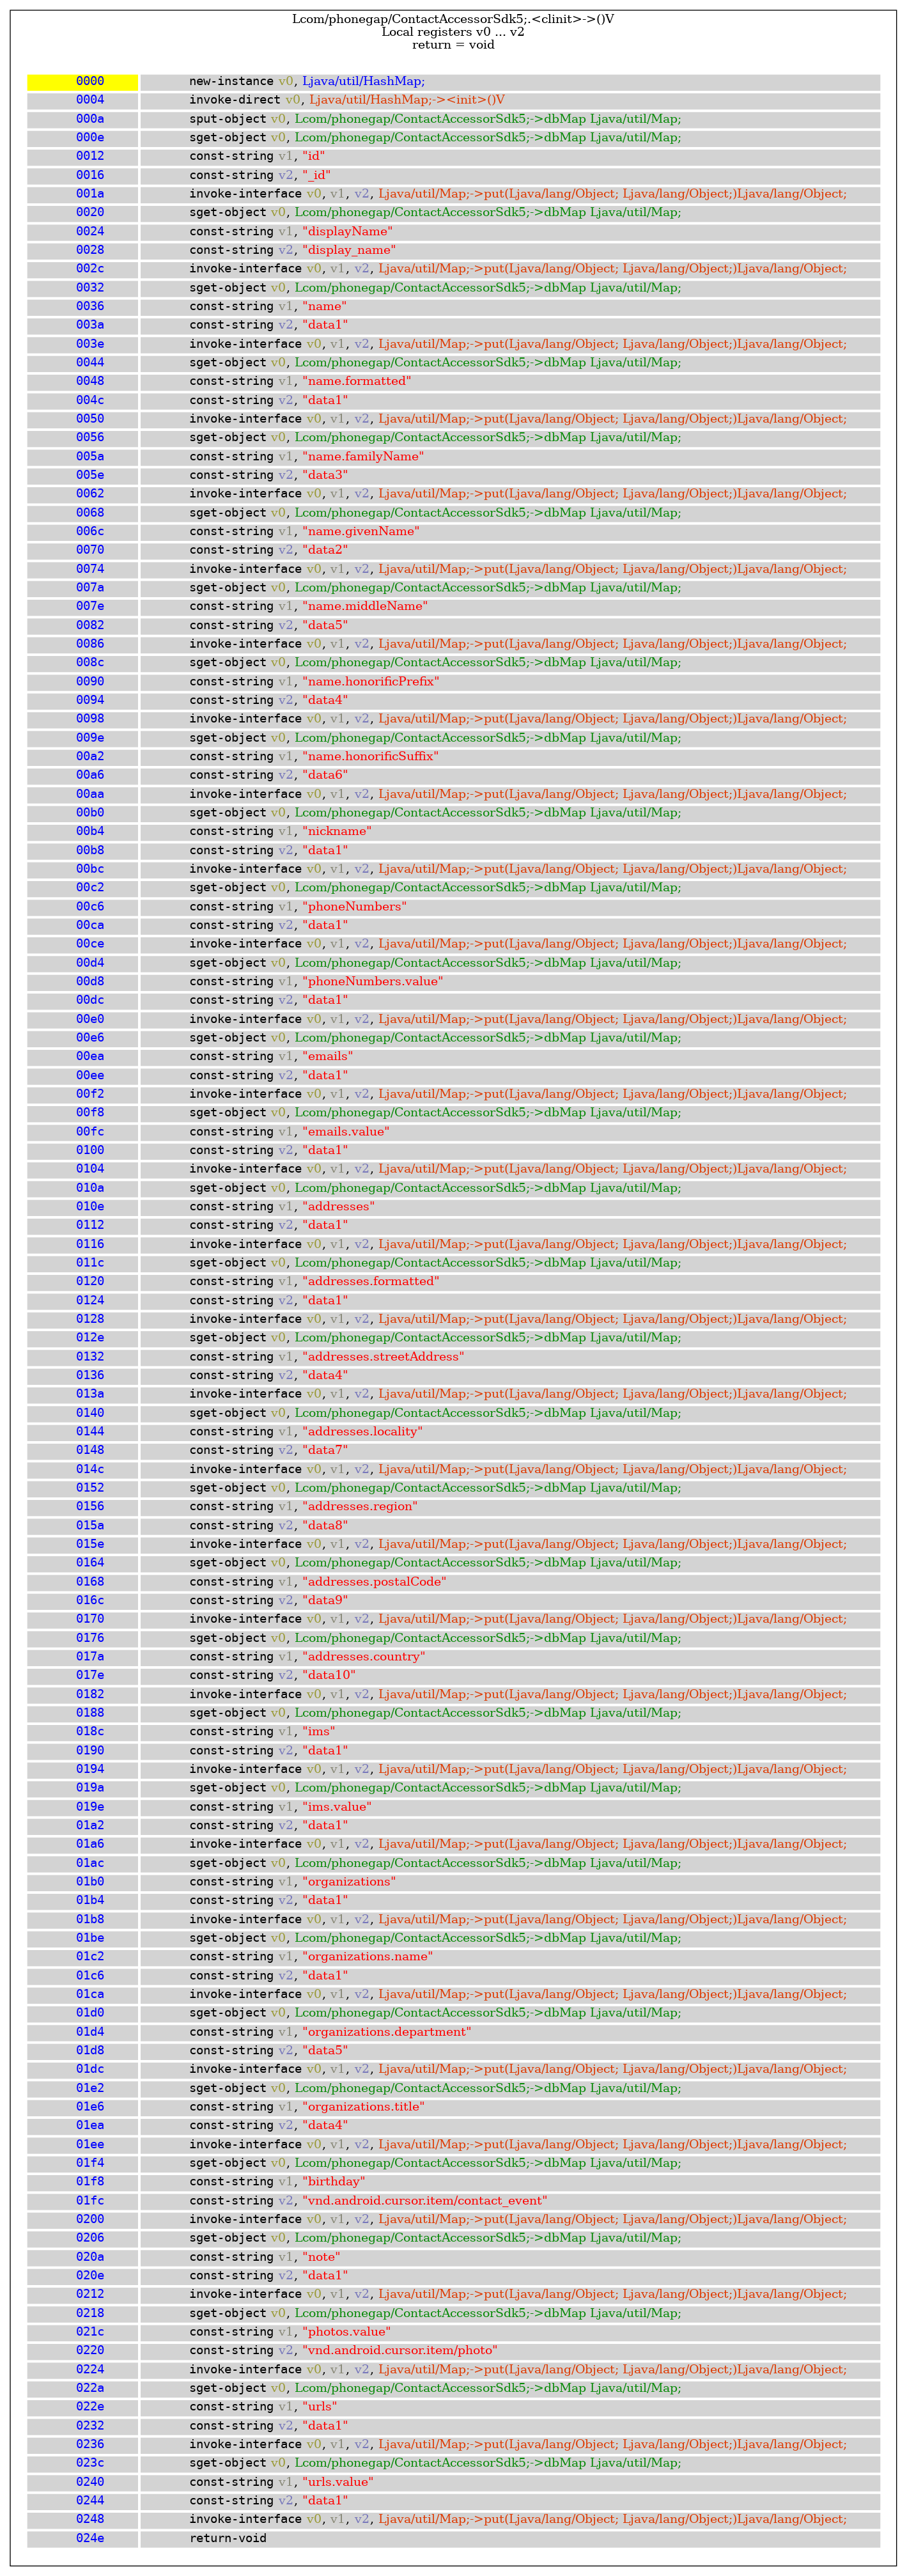 Lcom/phonegap/ContactAccessorSdk5;.<clinit>->()V
Local registers v0 ... v2
return = void
0000 new-instance v0, Ljava/util/HashMap;
0004 invoke-direct v0, Ljava/util/HashMap;-><init>()V
000a sput-object v0, Lcom/phonegap/ContactAccessorSdk5;->dbMap Ljava/util/Map;
000e sget-object v0, Lcom/phonegap/ContactAccessorSdk5;->dbMap Ljava/util/Map;
0012 const-string v1, "id"
0016 const-string v2, "_id"
001a invoke-interface v0, v1, v2, Ljava/util/Map;->put(Ljava/lang/Object; Ljava/lang/Object;)Ljava/lang/Object;
0020 sget-object v0, Lcom/phonegap/ContactAccessorSdk5;->dbMap Ljava/util/Map;
0024 const-string v1, "displayName"
0028 const-string v2, "display_name"
002c invoke-interface v0, v1, v2, Ljava/util/Map;->put(Ljava/lang/Object; Ljava/lang/Object;)Ljava/lang/Object;
0032 sget-object v0, Lcom/phonegap/ContactAccessorSdk5;->dbMap Ljava/util/Map;
0036 const-string v1, "name"
003a const-string v2, "data1"
003e invoke-interface v0, v1, v2, Ljava/util/Map;->put(Ljava/lang/Object; Ljava/lang/Object;)Ljava/lang/Object;
0044 sget-object v0, Lcom/phonegap/ContactAccessorSdk5;->dbMap Ljava/util/Map;
0048 const-string v1, "name.formatted"
004c const-string v2, "data1"
0050 invoke-interface v0, v1, v2, Ljava/util/Map;->put(Ljava/lang/Object; Ljava/lang/Object;)Ljava/lang/Object;
0056 sget-object v0, Lcom/phonegap/ContactAccessorSdk5;->dbMap Ljava/util/Map;
005a const-string v1, "name.familyName"
005e const-string v2, "data3"
0062 invoke-interface v0, v1, v2, Ljava/util/Map;->put(Ljava/lang/Object; Ljava/lang/Object;)Ljava/lang/Object;
0068 sget-object v0, Lcom/phonegap/ContactAccessorSdk5;->dbMap Ljava/util/Map;
006c const-string v1, "name.givenName"
0070 const-string v2, "data2"
0074 invoke-interface v0, v1, v2, Ljava/util/Map;->put(Ljava/lang/Object; Ljava/lang/Object;)Ljava/lang/Object;
007a sget-object v0, Lcom/phonegap/ContactAccessorSdk5;->dbMap Ljava/util/Map;
007e const-string v1, "name.middleName"
0082 const-string v2, "data5"
0086 invoke-interface v0, v1, v2, Ljava/util/Map;->put(Ljava/lang/Object; Ljava/lang/Object;)Ljava/lang/Object;
008c sget-object v0, Lcom/phonegap/ContactAccessorSdk5;->dbMap Ljava/util/Map;
0090 const-string v1, "name.honorificPrefix"
0094 const-string v2, "data4"
0098 invoke-interface v0, v1, v2, Ljava/util/Map;->put(Ljava/lang/Object; Ljava/lang/Object;)Ljava/lang/Object;
009e sget-object v0, Lcom/phonegap/ContactAccessorSdk5;->dbMap Ljava/util/Map;
00a2 const-string v1, "name.honorificSuffix"
00a6 const-string v2, "data6"
00aa invoke-interface v0, v1, v2, Ljava/util/Map;->put(Ljava/lang/Object; Ljava/lang/Object;)Ljava/lang/Object;
00b0 sget-object v0, Lcom/phonegap/ContactAccessorSdk5;->dbMap Ljava/util/Map;
00b4 const-string v1, "nickname"
00b8 const-string v2, "data1"
00bc invoke-interface v0, v1, v2, Ljava/util/Map;->put(Ljava/lang/Object; Ljava/lang/Object;)Ljava/lang/Object;
00c2 sget-object v0, Lcom/phonegap/ContactAccessorSdk5;->dbMap Ljava/util/Map;
00c6 const-string v1, "phoneNumbers"
00ca const-string v2, "data1"
00ce invoke-interface v0, v1, v2, Ljava/util/Map;->put(Ljava/lang/Object; Ljava/lang/Object;)Ljava/lang/Object;
00d4 sget-object v0, Lcom/phonegap/ContactAccessorSdk5;->dbMap Ljava/util/Map;
00d8 const-string v1, "phoneNumbers.value"
00dc const-string v2, "data1"
00e0 invoke-interface v0, v1, v2, Ljava/util/Map;->put(Ljava/lang/Object; Ljava/lang/Object;)Ljava/lang/Object;
00e6 sget-object v0, Lcom/phonegap/ContactAccessorSdk5;->dbMap Ljava/util/Map;
00ea const-string v1, "emails"
00ee const-string v2, "data1"
00f2 invoke-interface v0, v1, v2, Ljava/util/Map;->put(Ljava/lang/Object; Ljava/lang/Object;)Ljava/lang/Object;
00f8 sget-object v0, Lcom/phonegap/ContactAccessorSdk5;->dbMap Ljava/util/Map;
00fc const-string v1, "emails.value"
0100 const-string v2, "data1"
0104 invoke-interface v0, v1, v2, Ljava/util/Map;->put(Ljava/lang/Object; Ljava/lang/Object;)Ljava/lang/Object;
010a sget-object v0, Lcom/phonegap/ContactAccessorSdk5;->dbMap Ljava/util/Map;
010e const-string v1, "addresses"
0112 const-string v2, "data1"
0116 invoke-interface v0, v1, v2, Ljava/util/Map;->put(Ljava/lang/Object; Ljava/lang/Object;)Ljava/lang/Object;
011c sget-object v0, Lcom/phonegap/ContactAccessorSdk5;->dbMap Ljava/util/Map;
0120 const-string v1, "addresses.formatted"
0124 const-string v2, "data1"
0128 invoke-interface v0, v1, v2, Ljava/util/Map;->put(Ljava/lang/Object; Ljava/lang/Object;)Ljava/lang/Object;
012e sget-object v0, Lcom/phonegap/ContactAccessorSdk5;->dbMap Ljava/util/Map;
0132 const-string v1, "addresses.streetAddress"
0136 const-string v2, "data4"
013a invoke-interface v0, v1, v2, Ljava/util/Map;->put(Ljava/lang/Object; Ljava/lang/Object;)Ljava/lang/Object;
0140 sget-object v0, Lcom/phonegap/ContactAccessorSdk5;->dbMap Ljava/util/Map;
0144 const-string v1, "addresses.locality"
0148 const-string v2, "data7"
014c invoke-interface v0, v1, v2, Ljava/util/Map;->put(Ljava/lang/Object; Ljava/lang/Object;)Ljava/lang/Object;
0152 sget-object v0, Lcom/phonegap/ContactAccessorSdk5;->dbMap Ljava/util/Map;
0156 const-string v1, "addresses.region"
015a const-string v2, "data8"
015e invoke-interface v0, v1, v2, Ljava/util/Map;->put(Ljava/lang/Object; Ljava/lang/Object;)Ljava/lang/Object;
0164 sget-object v0, Lcom/phonegap/ContactAccessorSdk5;->dbMap Ljava/util/Map;
0168 const-string v1, "addresses.postalCode"
016c const-string v2, "data9"
0170 invoke-interface v0, v1, v2, Ljava/util/Map;->put(Ljava/lang/Object; Ljava/lang/Object;)Ljava/lang/Object;
0176 sget-object v0, Lcom/phonegap/ContactAccessorSdk5;->dbMap Ljava/util/Map;
017a const-string v1, "addresses.country"
017e const-string v2, "data10"
0182 invoke-interface v0, v1, v2, Ljava/util/Map;->put(Ljava/lang/Object; Ljava/lang/Object;)Ljava/lang/Object;
0188 sget-object v0, Lcom/phonegap/ContactAccessorSdk5;->dbMap Ljava/util/Map;
018c const-string v1, "ims"
0190 const-string v2, "data1"
0194 invoke-interface v0, v1, v2, Ljava/util/Map;->put(Ljava/lang/Object; Ljava/lang/Object;)Ljava/lang/Object;
019a sget-object v0, Lcom/phonegap/ContactAccessorSdk5;->dbMap Ljava/util/Map;
019e const-string v1, "ims.value"
01a2 const-string v2, "data1"
01a6 invoke-interface v0, v1, v2, Ljava/util/Map;->put(Ljava/lang/Object; Ljava/lang/Object;)Ljava/lang/Object;
01ac sget-object v0, Lcom/phonegap/ContactAccessorSdk5;->dbMap Ljava/util/Map;
01b0 const-string v1, "organizations"
01b4 const-string v2, "data1"
01b8 invoke-interface v0, v1, v2, Ljava/util/Map;->put(Ljava/lang/Object; Ljava/lang/Object;)Ljava/lang/Object;
01be sget-object v0, Lcom/phonegap/ContactAccessorSdk5;->dbMap Ljava/util/Map;
01c2 const-string v1, "organizations.name"
01c6 const-string v2, "data1"
01ca invoke-interface v0, v1, v2, Ljava/util/Map;->put(Ljava/lang/Object; Ljava/lang/Object;)Ljava/lang/Object;
01d0 sget-object v0, Lcom/phonegap/ContactAccessorSdk5;->dbMap Ljava/util/Map;
01d4 const-string v1, "organizations.department"
01d8 const-string v2, "data5"
01dc invoke-interface v0, v1, v2, Ljava/util/Map;->put(Ljava/lang/Object; Ljava/lang/Object;)Ljava/lang/Object;
01e2 sget-object v0, Lcom/phonegap/ContactAccessorSdk5;->dbMap Ljava/util/Map;
01e6 const-string v1, "organizations.title"
01ea const-string v2, "data4"
01ee invoke-interface v0, v1, v2, Ljava/util/Map;->put(Ljava/lang/Object; Ljava/lang/Object;)Ljava/lang/Object;
01f4 sget-object v0, Lcom/phonegap/ContactAccessorSdk5;->dbMap Ljava/util/Map;
01f8 const-string v1, "birthday"
01fc const-string v2, "vnd.android.cursor.item/contact_event"
0200 invoke-interface v0, v1, v2, Ljava/util/Map;->put(Ljava/lang/Object; Ljava/lang/Object;)Ljava/lang/Object;
0206 sget-object v0, Lcom/phonegap/ContactAccessorSdk5;->dbMap Ljava/util/Map;
020a const-string v1, "note"
020e const-string v2, "data1"
0212 invoke-interface v0, v1, v2, Ljava/util/Map;->put(Ljava/lang/Object; Ljava/lang/Object;)Ljava/lang/Object;
0218 sget-object v0, Lcom/phonegap/ContactAccessorSdk5;->dbMap Ljava/util/Map;
021c const-string v1, "photos.value"
0220 const-string v2, "vnd.android.cursor.item/photo"
0224 invoke-interface v0, v1, v2, Ljava/util/Map;->put(Ljava/lang/Object; Ljava/lang/Object;)Ljava/lang/Object;
022a sget-object v0, Lcom/phonegap/ContactAccessorSdk5;->dbMap Ljava/util/Map;
022e const-string v1, "urls"
0232 const-string v2, "data1"
0236 invoke-interface v0, v1, v2, Ljava/util/Map;->put(Ljava/lang/Object; Ljava/lang/Object;)Ljava/lang/Object;
023c sget-object v0, Lcom/phonegap/ContactAccessorSdk5;->dbMap Ljava/util/Map;
0240 const-string v1, "urls.value"
0244 const-string v2, "data1"
0248 invoke-interface v0, v1, v2, Ljava/util/Map;->put(Ljava/lang/Object; Ljava/lang/Object;)Ljava/lang/Object;
024e return-void